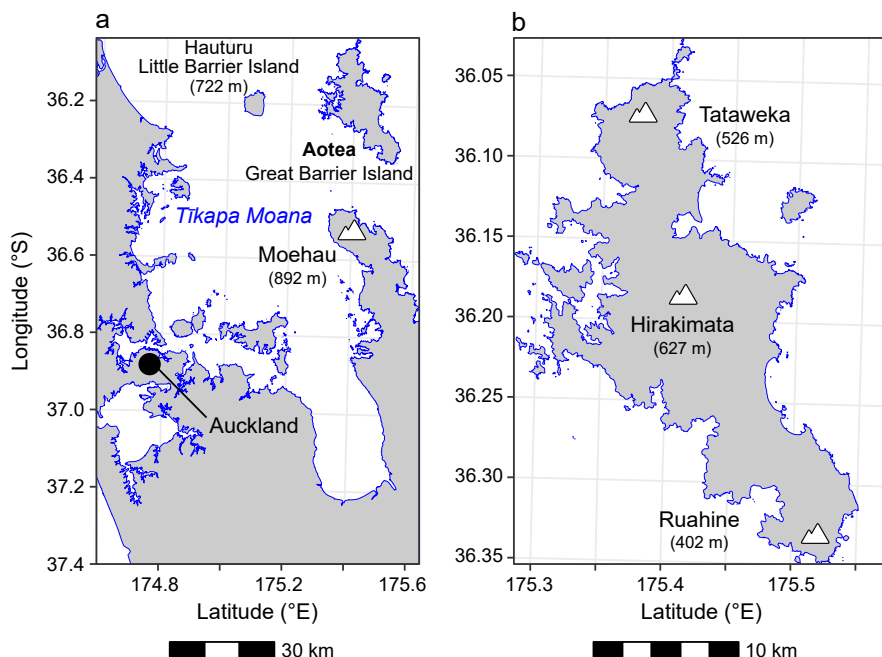 a
Hauturu
Little Barrier Island
(722 m)
Aotea
Great Barrier Island
Tīkapa Moana
Moehau
(892 m)
Auckland
36.2
36.4
36.6
36.8
37.0
37.2
37.4
Longitude (°S)
174.8
175.2
175.4
175.6
Latitude (°E)
30 km
b
Tataweka
(526 m)
Hirakimata
(627 m)
Ruahine
(402 m)
36.05
36.10
36.15
36.20
36.25
36.30
36.35
175.3
175.4
175.5
Latitude (°E)
10 km